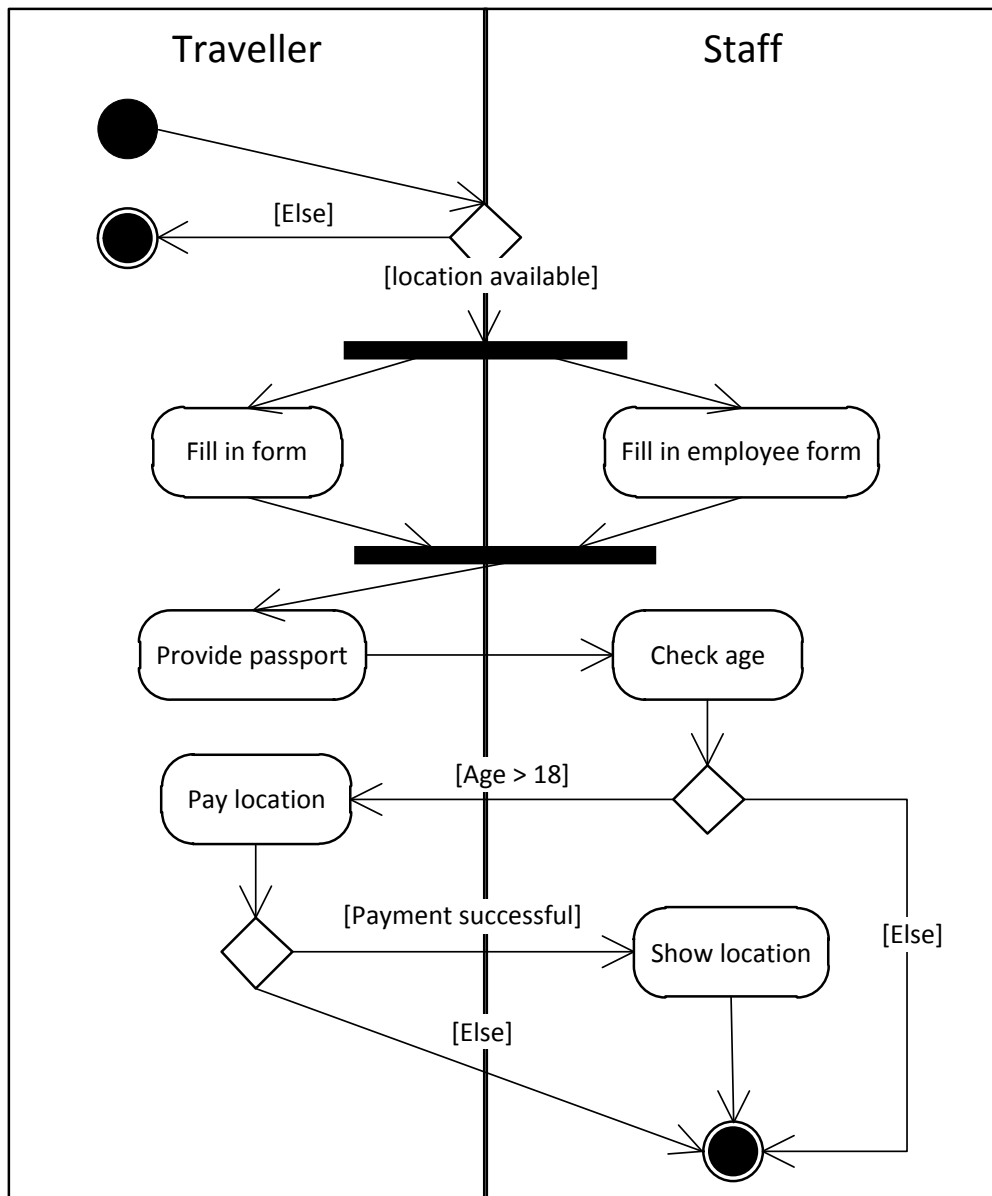 Traveller
Staff
[Else]
[location available]
Fill in form
Fill in employee form
Provide passport
Check age
[Age > 18]
Pay location
[Payment successful]
[Else]
Show location
[Else]